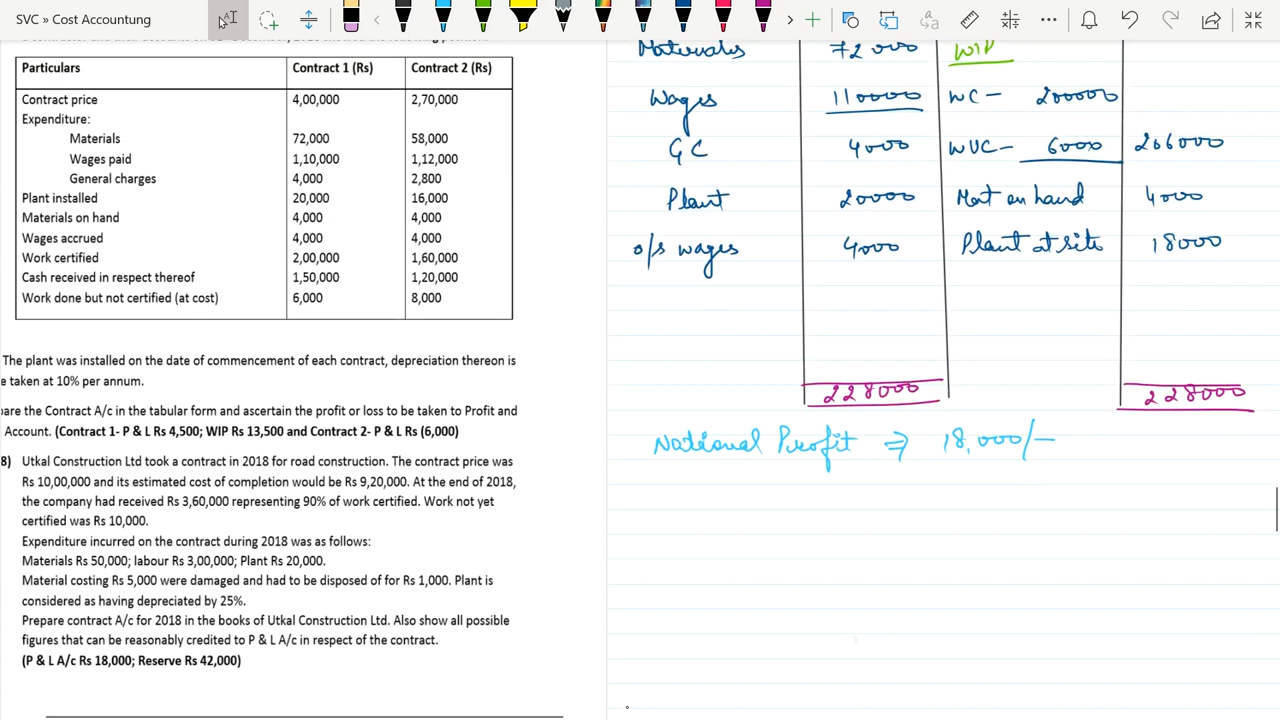 SVC > Cost Accountung
Particulars Contract 1 (Rs) Contract 2 (Rs)
Contract price 4,00,000 2,70,000
Expenditure:
Materials 72,000 58,000
Wages paid 1,10,000 1,12,000
General charges 4,000 2,800
Plant installed 20,000 16,000
Materials on hand 4,000 4,000
Wages accrued 4,000 4,000
Work certified 2,00,000 1,60,000
Cash received in respect thereof 1,50,000 1,20,000
Work done but not certified (at cost) 6,000 8,000
The plant was installed on the date of commencement of each contract, depreciation thereon is
e taken at 10% per annum.
are the Contract A/c in the tabular form and ascertain the profit or loss to be taken to Profit and
Account. (Contract 1- P & L Rs 4,500; WIP Rs 13,500 and Contract 2- P & L Rs (6,000)
8) Utkal Construction Ltd took a contract in 2018 for road construction. The contract price was
Rs 10,00,000 and its estimated cost of completion would be Rs 9,20,000. At the end of 2018,
the company had received Rs 3,60,000 representing 90% of work certified. Work not yet
certified was Rs 10,000.
Expenditure incurred on the contract during 2018 was as follows:
Materials Rs 50,000; labour Rs 3,00,000; Plant Rs 20,000.
Material costing Rs 5,000 were damaged and had to be disposed of for Rs 1,000. Plant is
considered as having depreciated by 25%.
Prepare contract A/c for 2018 in the books of Utkal Construction Ltd. Also show all possible
figures that can be reasonably credited to P & L A/c in respect of the contract.
(P & L A/c Rs 18,000; Reserve Rs 42,000)
Materials 72000 WIP
Wages 110000 WC - 200000
GC 4000 WUC - 6000 206000
Plant 20000 Mat on hand 4000
o/s wages 4000 Plant at site 18000
228000 228000
National Profit ⇒ 18,000/-